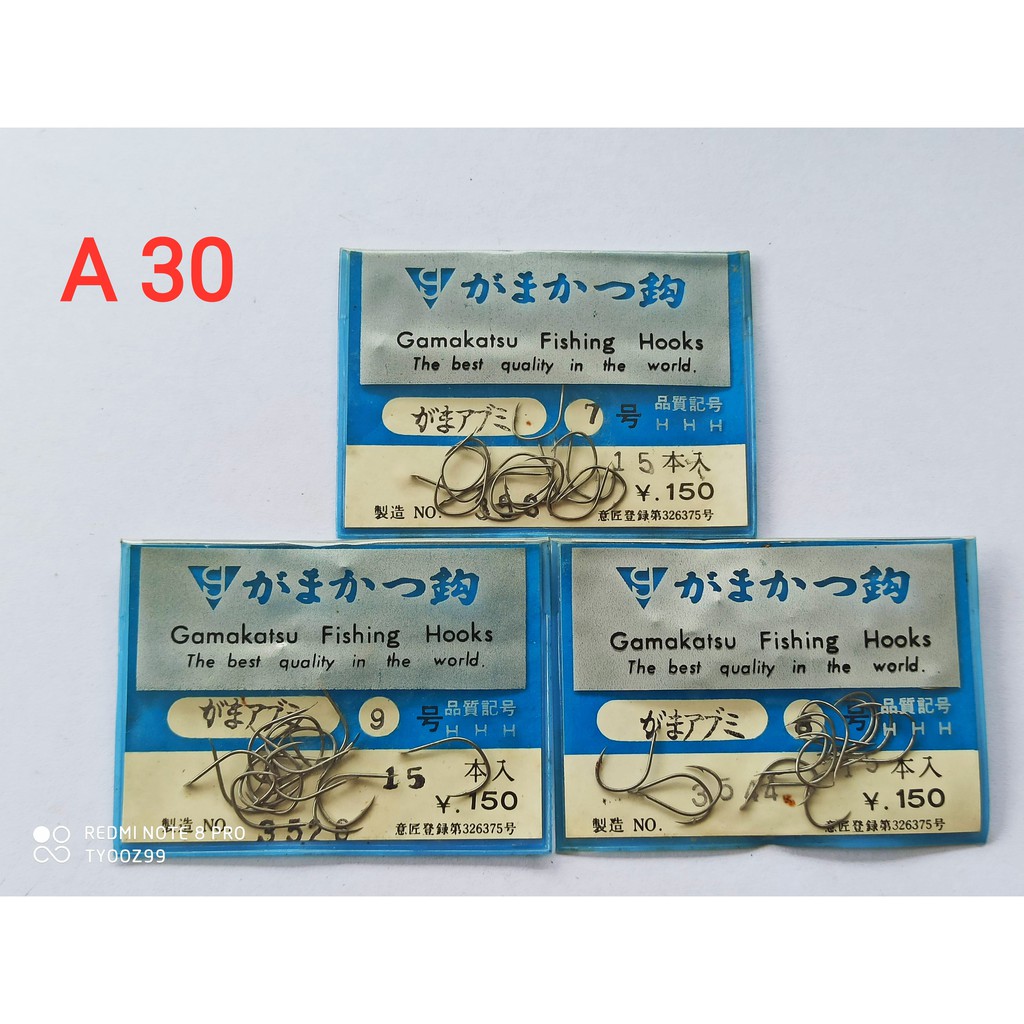 A 30
がまかつ鈎
Gamakatsu Fishing Hooks
The best quality in the world.
がまアブミ 7 号 品質記号
H H H
15本入
¥.150
製造 NO. 意匠登録第326375号
がまかつ鈎
Gamakatsu Fishing Hooks
The best quality in the world.
がまアブミ 9 号 品質記号
H H H
15 本入
¥.150
製造 NO. 3528 意匠登録第326375号
がまかつ鈎
Gamakatsu Fishing Hooks
The best quality in the world.
がまアブミ 号 品質記号
H H H
15 本入
¥.150
製造 NO. 意匠登録第326375号
REDMI NOTE 8 PRO
TYOOZ99